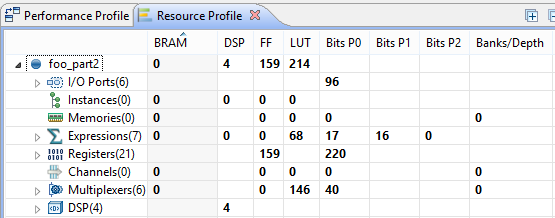 Performance Profile Resource Profile
BRAM DSP FF LUT Bits P0 Bits P1 Bits P2 Banks/Depth
foo_part2 0 4 159 214
I/O Ports(6) 96
Instances(0) 0 0 0 0
Memories(0) 0 0 0 0 0
Expressions(7) 0 0 0 68 17 16 0
Registers(21) 159 220
Channels(0) 0 0 0 0 0
Multiplexers(6) 0 0 146 40 0
DSP(4) 4